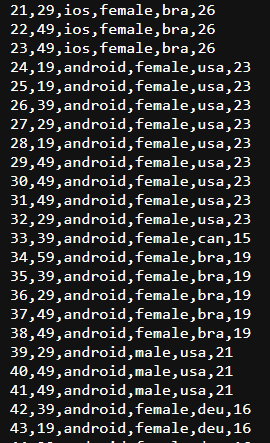 21,29,ios,female,bra,26
22,49,ios,female,bra,26
23,49,ios,female,bra,26
24,19,android,female,usa,23
25,19,android,female,usa,23
26,39,android,female,usa,23
27,29,android,female,usa,23
28,19,android,female,usa,23
29,49,android,female,usa,23
30,49,android,female,usa,23
31,49,android,female,usa,23
32,29,android,female,usa,23
33,39,android,female,can,15
34,59,android,female,bra,19
35,39,android,female,bra,19
36,29,android,female,bra,19
37,49,android,female,bra,19
38,49,android,female,bra,19
39,29,android,male,usa,21
40,49,android,male,usa,21
41,49,android,male,usa,21
42,39,android,female,deu,16
43,19,android,female,deu,16